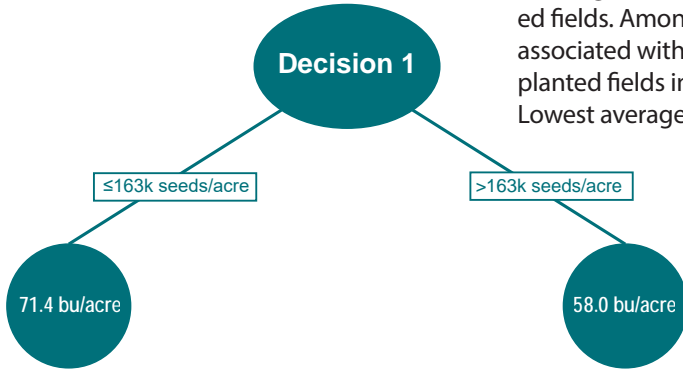 ed fields. Amon
associated with
planted fields in
Lowest average
Decision 1
≤163k seeds/acre
>163k seeds/acre
71.4 bu/acre
58.0 bu/acre